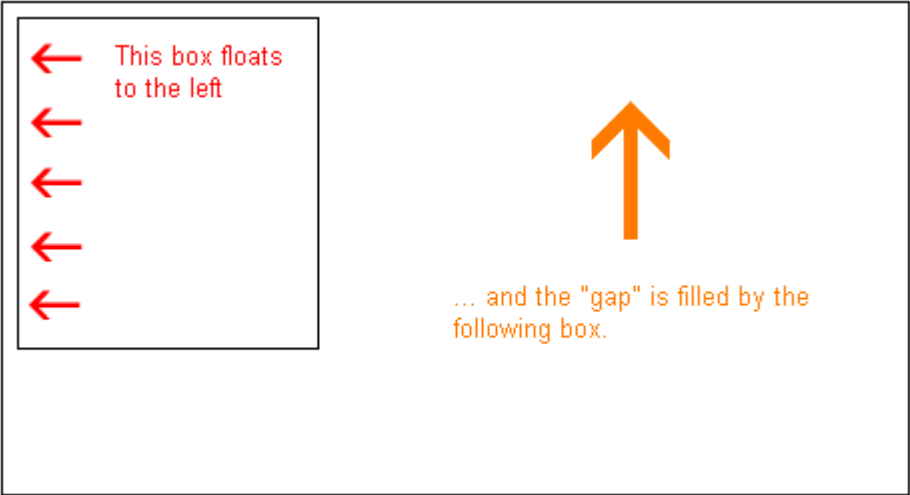 This box floats
to the left
... and the "gap" is filled by the
following box.